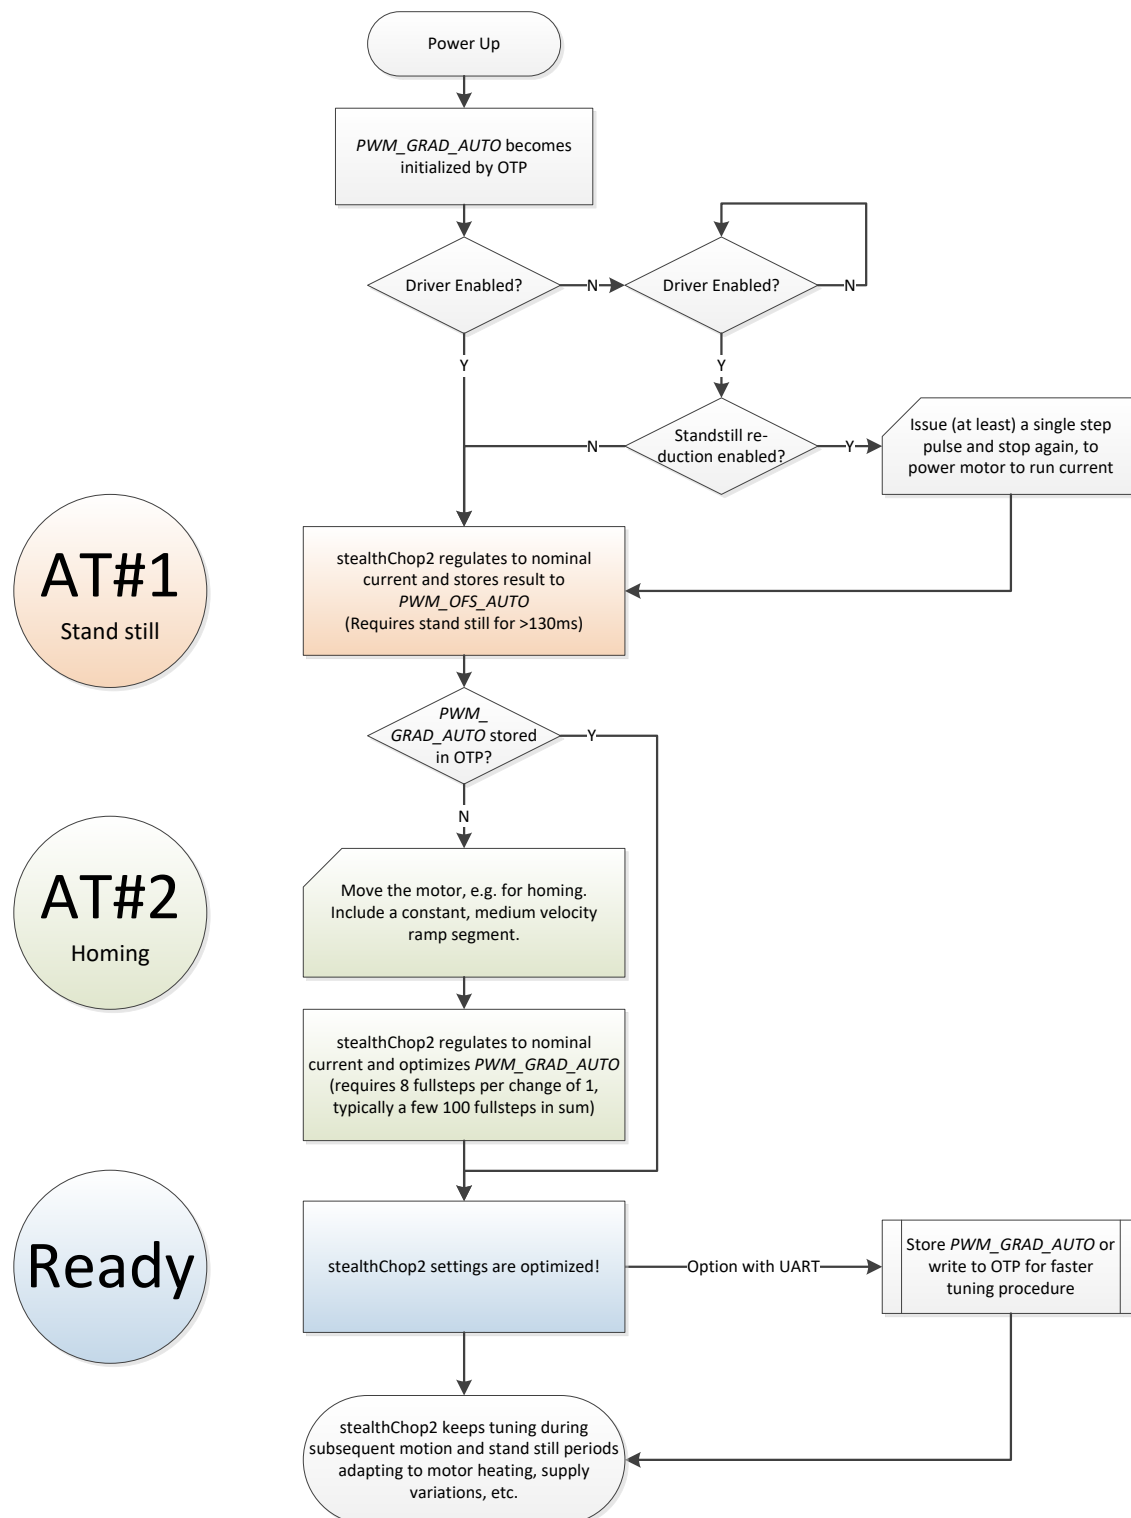 Power Up
PWM_GRAD_AUTO becomes
initialized by OTP
Driver Enabled?
N
Driver Enabled?
N
Y
Y
Standstill re-
duction enabled?
N
Y
Issue (at least) a single step
pulse and stop again, to
power motor to run current
AT#1
Stand still
stealthChop2 regulates to nominal
current and stores result to
PWM_OFS_AUTO
(Requires stand still for >130ms)
PWM_
GRAD_AUTO stored
in OTP?
Y
N
AT#2
Homing
Move the motor, e.g. for homing.
Include a constant, medium velocity
ramp segment.
stealthChop2 regulates to nominal
current and optimizes PWM_GRAD_AUTO
(requires 8 fullsteps per change of 1,
typically a few 100 fullsteps in sum)
Ready
stealthChop2 settings are optimized!
Option with UART
Store PWM_GRAD_AUTO or
write to OTP for faster
tuning procedure
stealthChop2 keeps tuning during
subsequent motion and stand still periods
adapting to motor heating, supply
variations, etc.